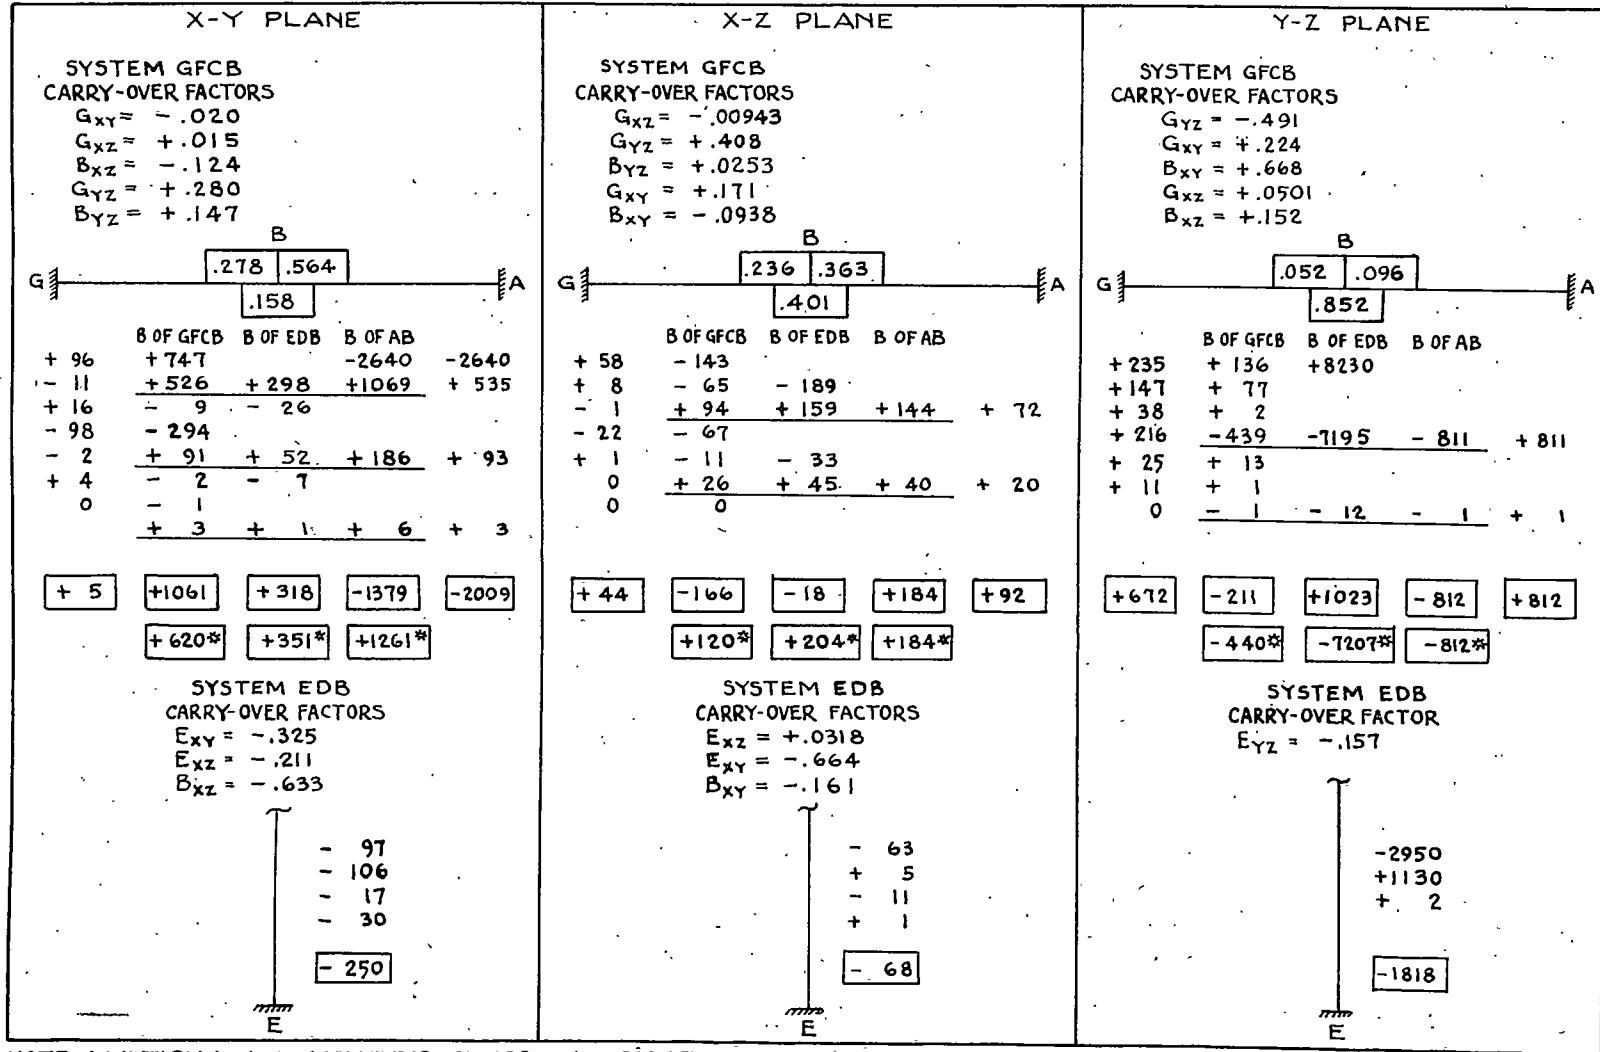 X-Y PLANE
SYSTEM GFCB
CARRY-OVER FACTORS
GXY = -.020
GXZ = +.015
BXZ = -.124
GYZ = +.280
BYZ = +.147
B
.278 .564
G A
.158
B OF GFCB B OF EDB B OF AB
+ 96 +747 -2640 -2640
- 11 +526 +298 +1069 + 535
+ 16 - 9 - 26
- 98 - 294
- 2 + 91 + 52 + 186 + 93
+ 4 - 2 - 7
0 - 1
+ 3 + 1 + 6 + 3
+ 5 +1061 +318 -1379 -2009
+620* +351* +1261*
SYSTEM EDB
CARRY-OVER FACTORS
EXY = -.325
EXZ = -.211
BXZ = -.633
- 97
- 106
- 17
- 30
- 250
E
X-Z PLANE
SYSTEM GFCB
CARRY-OVER FACTORS
GXZ = -.00943
GYZ = +.408
BYZ = +.0253
GXY = +.171
BXY = -.0938
B
.236 .363
G A
.401
B OF GFCB B OF EDB B OF AB
+ 58 - 143
+ 8 - 65 - 189
- 1 + 94 + 159 + 144 + 72
- 22 - 67
+ 1 - 11 - 33
0 + 26 + 45 + 40 + 20
0 0
+44 -166 -18 +184 +92
+120* +204* +184*
SYSTEM EDB
CARRY-OVER FACTORS
EXZ = +.0318
EXY = -.664
BXY = -.161
- 63
+ 5
- 11
+ 1
- 68
E
Y-Z PLANE
SYSTEM GFCB
CARRY-OVER FACTORS
GYZ = -.491
GXY = +.224
BXY = +.668
GXZ = +.0501
BXZ = +.152
B
.052 .096
G A
.852
B OF GFCB B OF EDB B OF AB
+235 + 136 +8230
+147 + 77
+ 38 + 2
+ 216 -439 -7195 - 811 + 811
+ 25 + 13
+ 11 + 1
0 - 1 - 12 - 1 + 1
+672 -211 +1023 -812 +812
-440* -7207* -812*
SYSTEM EDB
CARRY-OVER FACTOR
EYZ = -.157
-2950
+1130
+ 2
-1818
E